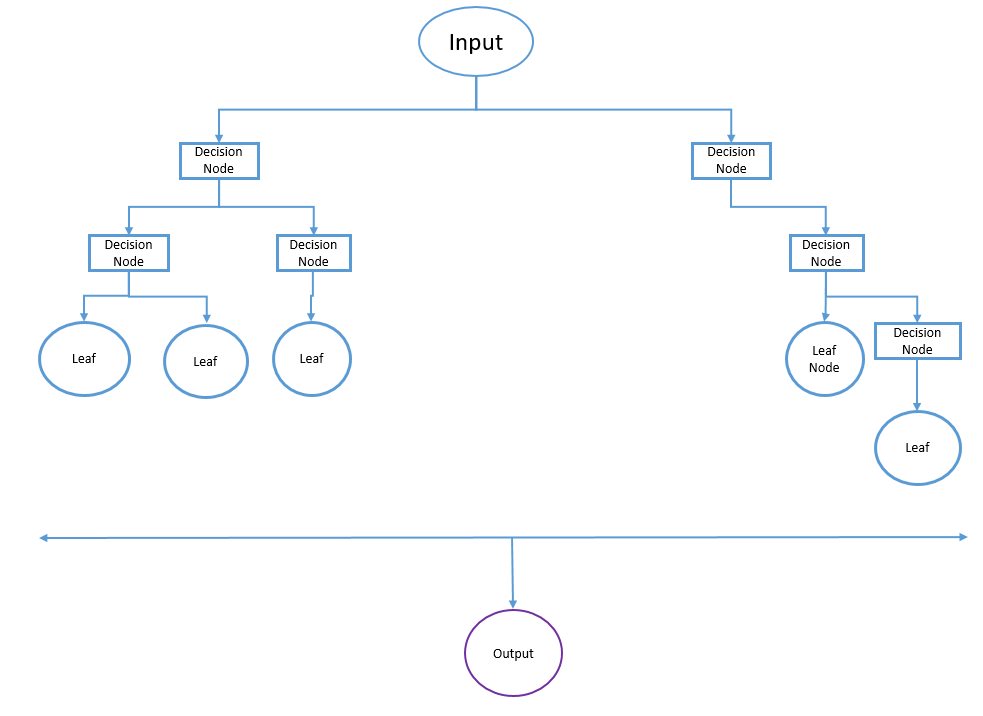 Input
Decision
Node
Decision
Node
Decision
Node
Decision
Node
Decision
Node
Leaf
Leaf
Leaf
Leaf
Node
Decision
Node
Leaf
Output